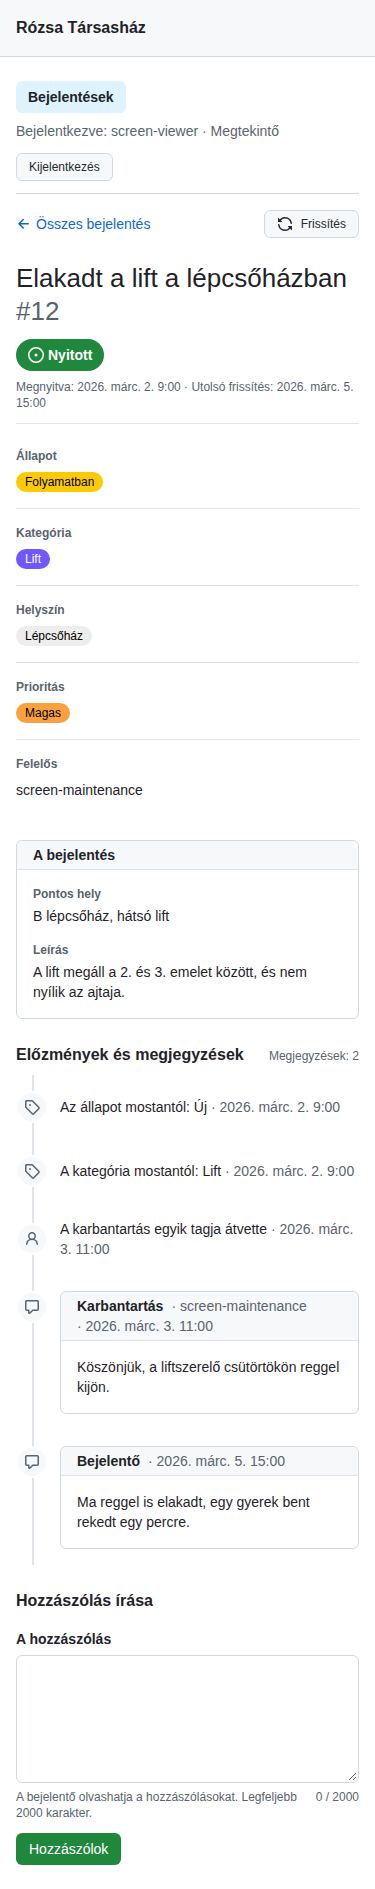 Rózsa Társasház
Bejelentések
Bejelentkezve: screen-viewer · Megtekintő
Kijelentkezés
Összes bejelentés
Frissítés
Elakadt a lift a lépcsőházban
#12
Nyitott
Megnyitva: 2026. márc. 2. 9:00 · Utolsó frissítés: 2026. márc. 5.
15:00
Állapot
Folyamatban
Kategória
Lift
Helyszín
Lépcsőház
Prioritás
Magas
Felelős
screen-maintenance
A bejelentés
Pontos hely
B lépcsőház, hátsó lift
Leírás
A lift megáll a 2. és 3. emelet között, és nem
nyílik az ajtaja.
Előzmények és megjegyzések
Megjegyzések: 2
Az állapot mostantól: Új · 2026. márc. 2. 9:00
A kategória mostantól: Lift · 2026. márc. 2. 9:00
A karbantartás egyik tagja átvette · 2026. márc.
3. 11:00
Karbantartás · screen-maintenance
· 2026. márc. 3. 11:00
Köszönjük, a liftszerelő csütörtökön reggel
kijön.
Bejelentő · 2026. márc. 5. 15:00
Ma reggel is elakadt, egy gyerek bent
rekedt egy percre.
Hozzászólás írása
A hozzászólás
A bejelentő olvashatja a hozzászólásokat. Legfeljebb
2000 karakter.
0 / 2000
Hozzászólok